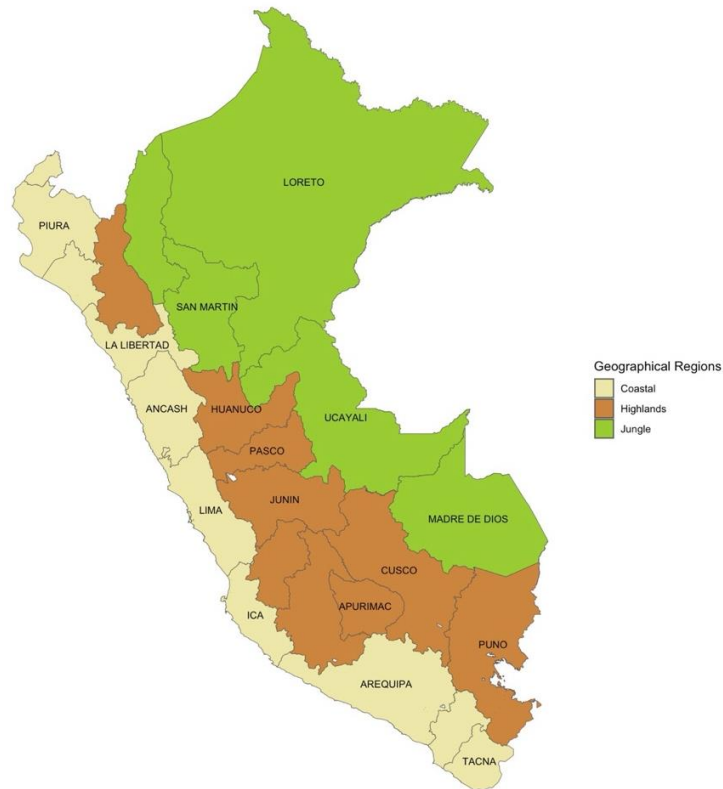 LORETO
PIURA
SAN MARTIN
LA LIBERTAD
Geographical Regions
Coastal
Highlands
Jungle
ANCASH
HUANUCO
UCAYALI
PASCO
JUNIN
LIMA
MADRE DE DIOS
CUSCO
APURIMAC
ICA
PUNO
AREQUIPA
TACNA